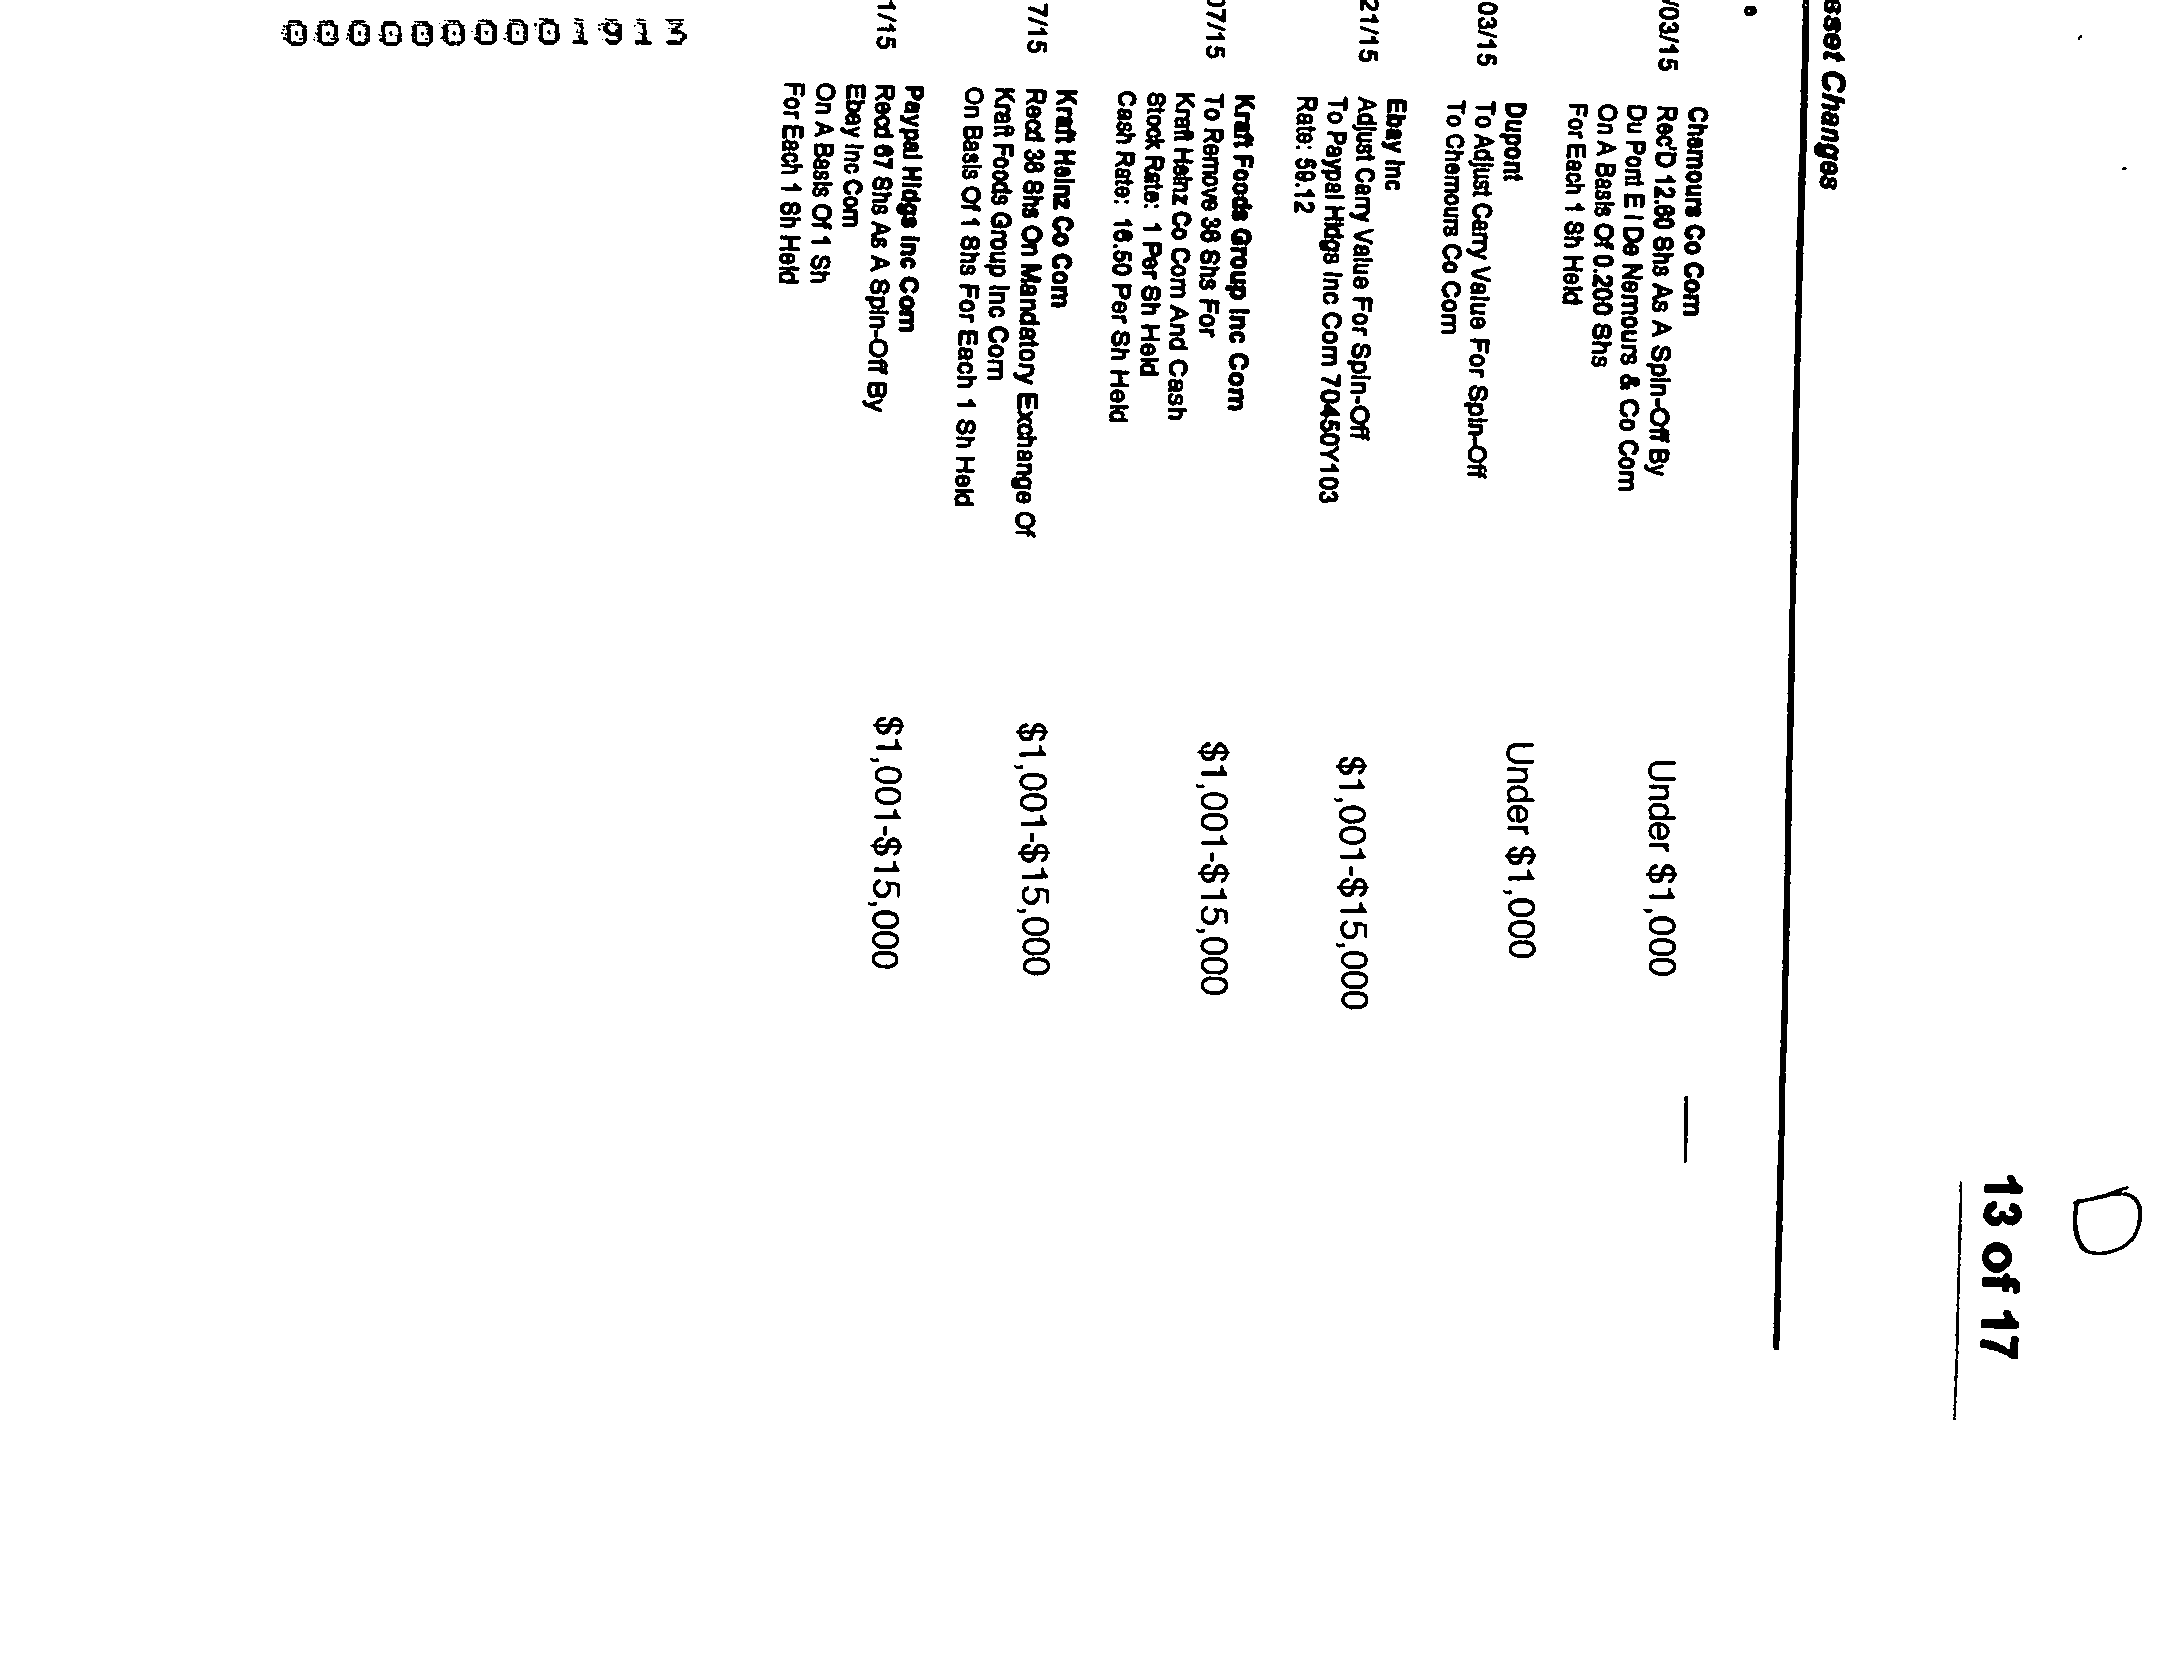 D
13 of 17
sset Changes
e
/03/15
Chemours Co Com
Rec'D 12.60 Shs As A Spin-Off By
Du Pont E I De Nemours & Co Com
On A Basis Of 0.200 Shs
For Each 1 Sh Held
Under $1,000
Dupont
03/15 To Adjust Carry Value For Spin-Off
To Chemours Co Com
Under $1,000
Ebay Inc
21/15 Adjust Carry Value For Spin-Off
To Paypal Hldgs Inc Com 70450Y103
Rate: $9.12
$1,001-$15,000
Kraft Foods Group Inc Com
07/15 To Remove 38 Shs For
Kraft Heinz Co Com And Cash
Stock Rate: 1 Per Sh Held
Cash Rate: 16.50 Per Sh Held
$1,001-$15,000
Kraft Heinz Co Com
7/15 Recd 38 Shs On Mandatory Exchange Of
Kraft Foods Group Inc Com
On Basis Of 1 Shs For Each 1 Sh Held
$1,001-$15,000
Paypal Hldgs Inc Com
1/15 Recd 67 Shs As A Spin-Off By
Ebay Inc Com
On A Basis Of 1 Sh
For Each 1 Sh Held
$1,001-$15,000